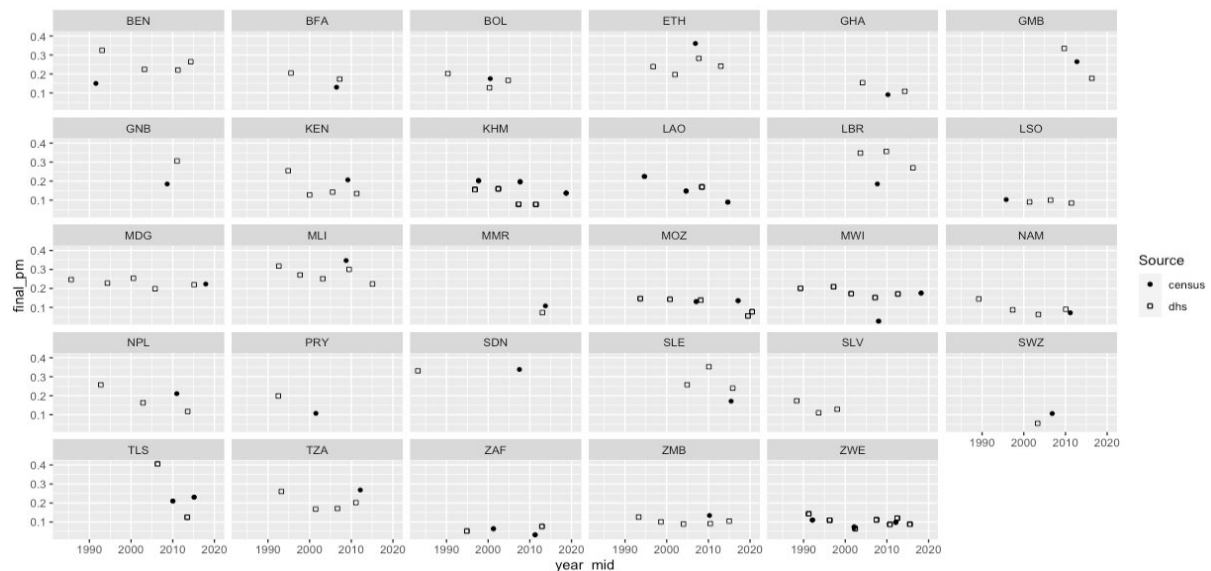 BEN BFA BOL ETH GHA GMB
0.4
0.3
0.2
0.1
GNB KEN KHM LAO LBR LSO
0.4
0.3
0.2
0.1
MDG MLI MMR MOZ MWI NAM
0.4
0.3
0.2
0.1
NPL PRY SDN SLE SLV SWZ
0.4
0.3
0.2
0.1
1990 2000 2010 2020
TLS TZA ZAF ZMB ZWE
0.4
0.3
0.2
0.1
1990 2000 2010 2020 1990 2000 2010 2020 1990 2000 2010 2020 1990 2000 2010 2020 1990 2000 2010 2020
year_mid
final_pm
Source
census
dhs